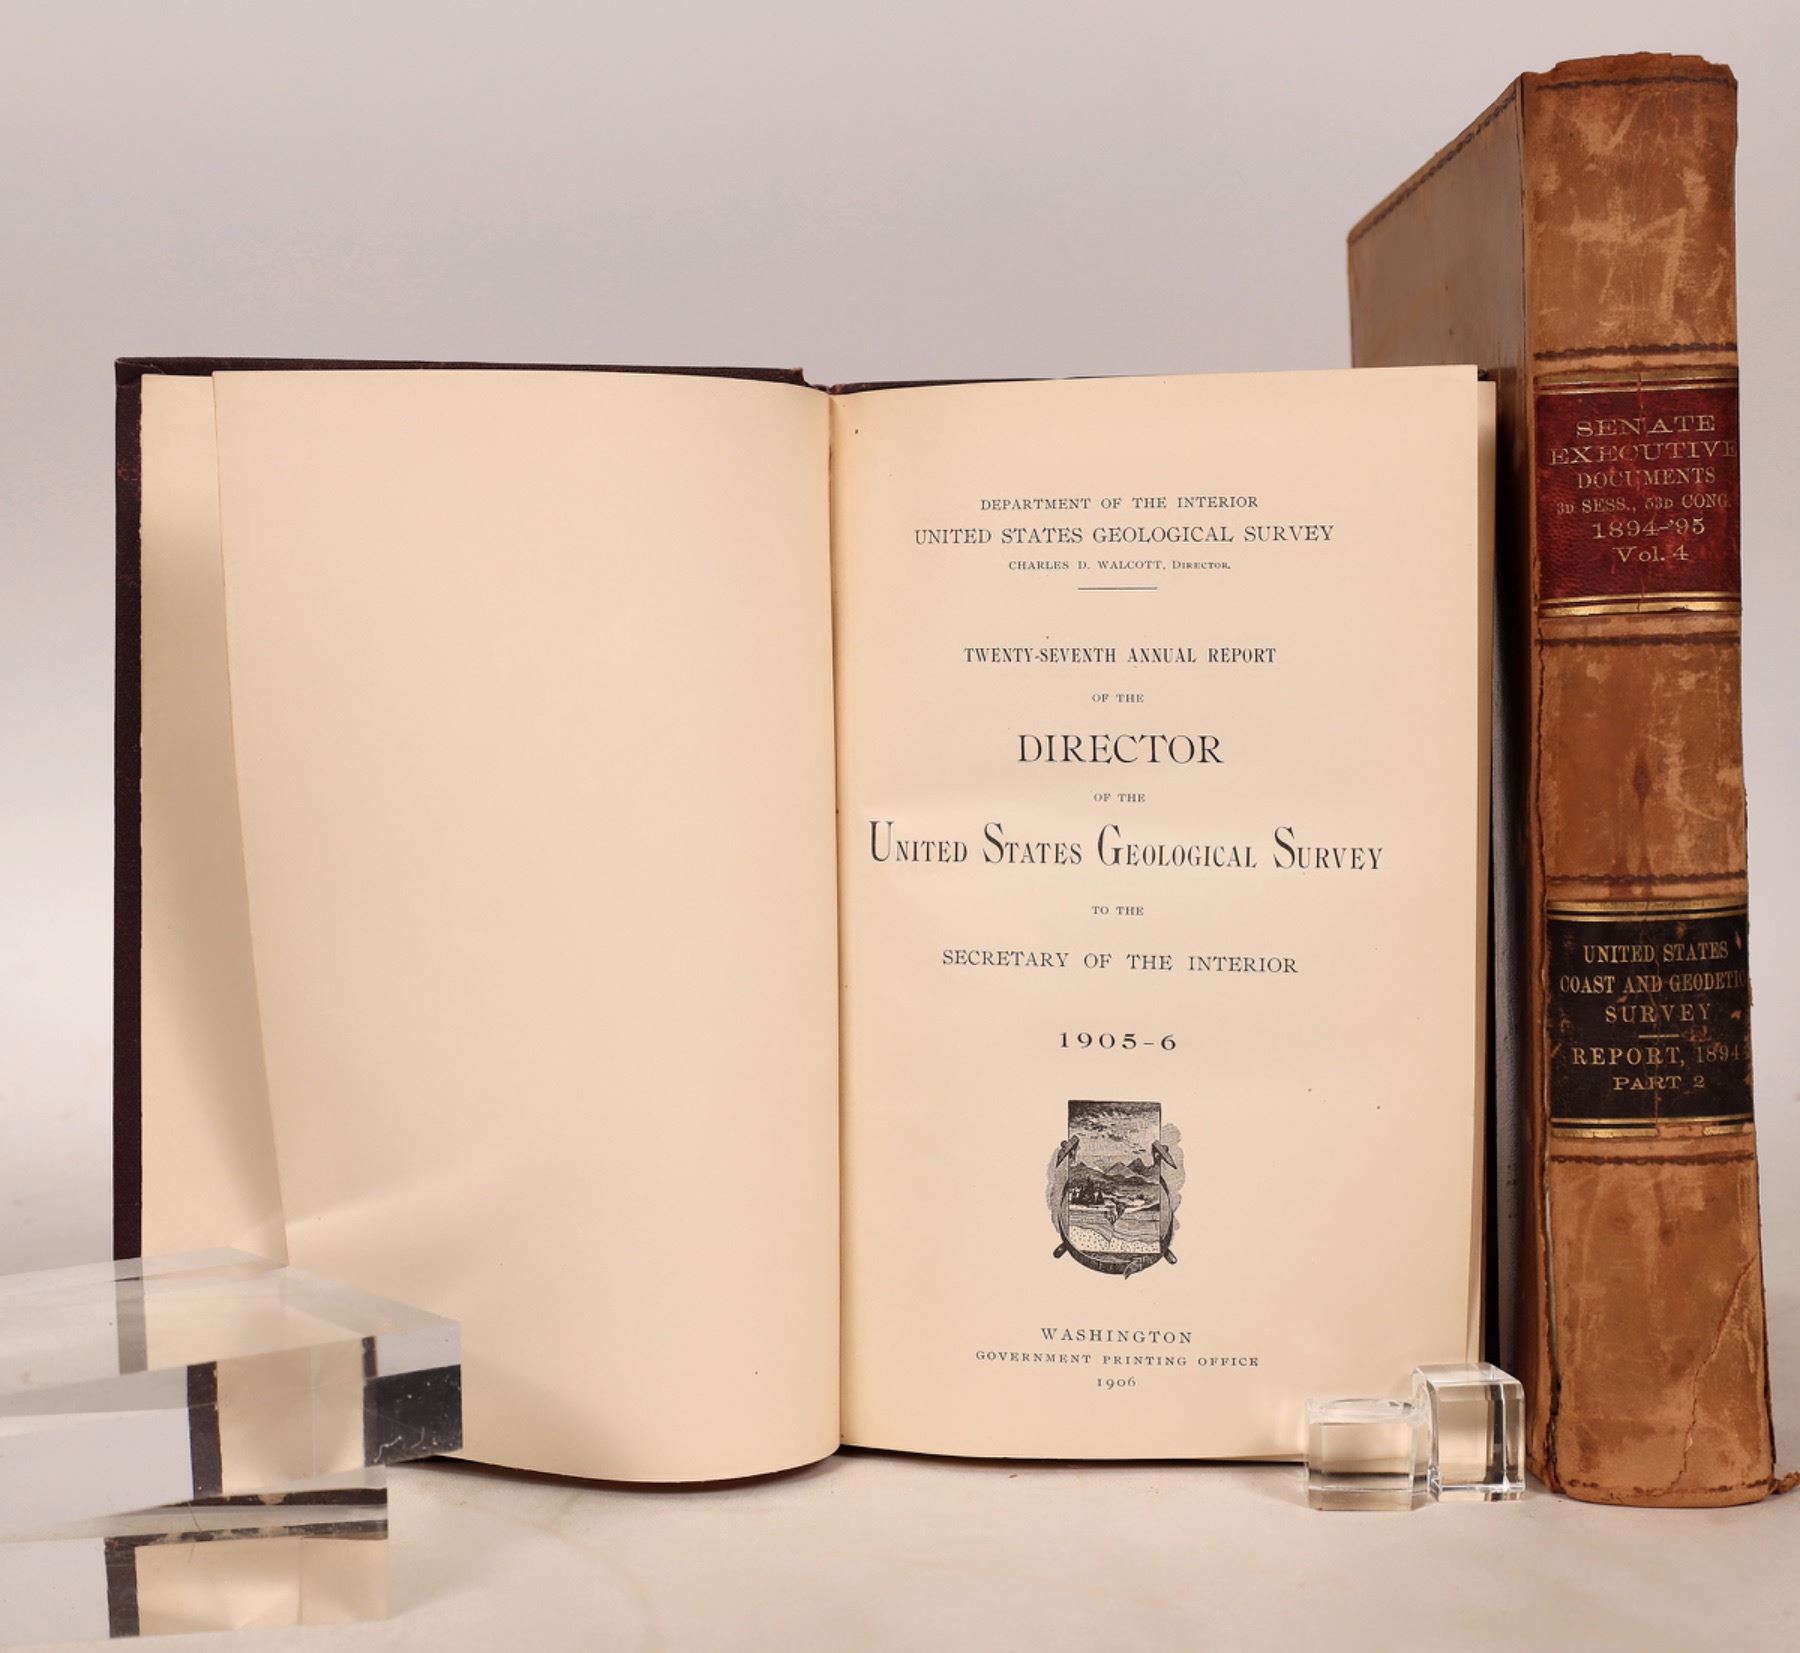 DEPARTMENT OF THE INTERIOR
UNITED STATES GEOLOGICAL SURVEY
CHARLES D. WALCOTT, DIRECTOR.
TWENTY-SEVENTH ANNUAL REPORT
OF THE
DIRECTOR
OF THE
UNITED STATES GEOLOGICAL SURVEY
TO THE
SECRETARY OF THE INTERIOR
1905-6
WASHINGTON
GOVERNMENT PRINTING OFFICE
1906
SENATE
EXECUTIVE
DOCUMENTS
3D SESS., 53D CONG.
1894-'95
Vol. 4
UNITED STATES
COAST AND GEODETIC
SURVEY
REPORT, 1894
PART 2